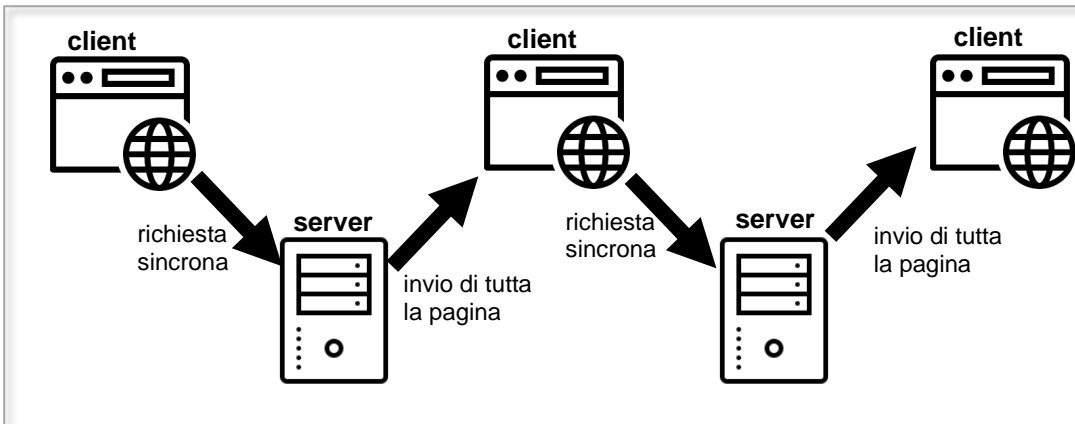 client
client
client
richiesta
sincrona
server
invio di tutta
la pagina
richiesta
sincrona
server
invio di tutta
la pagina